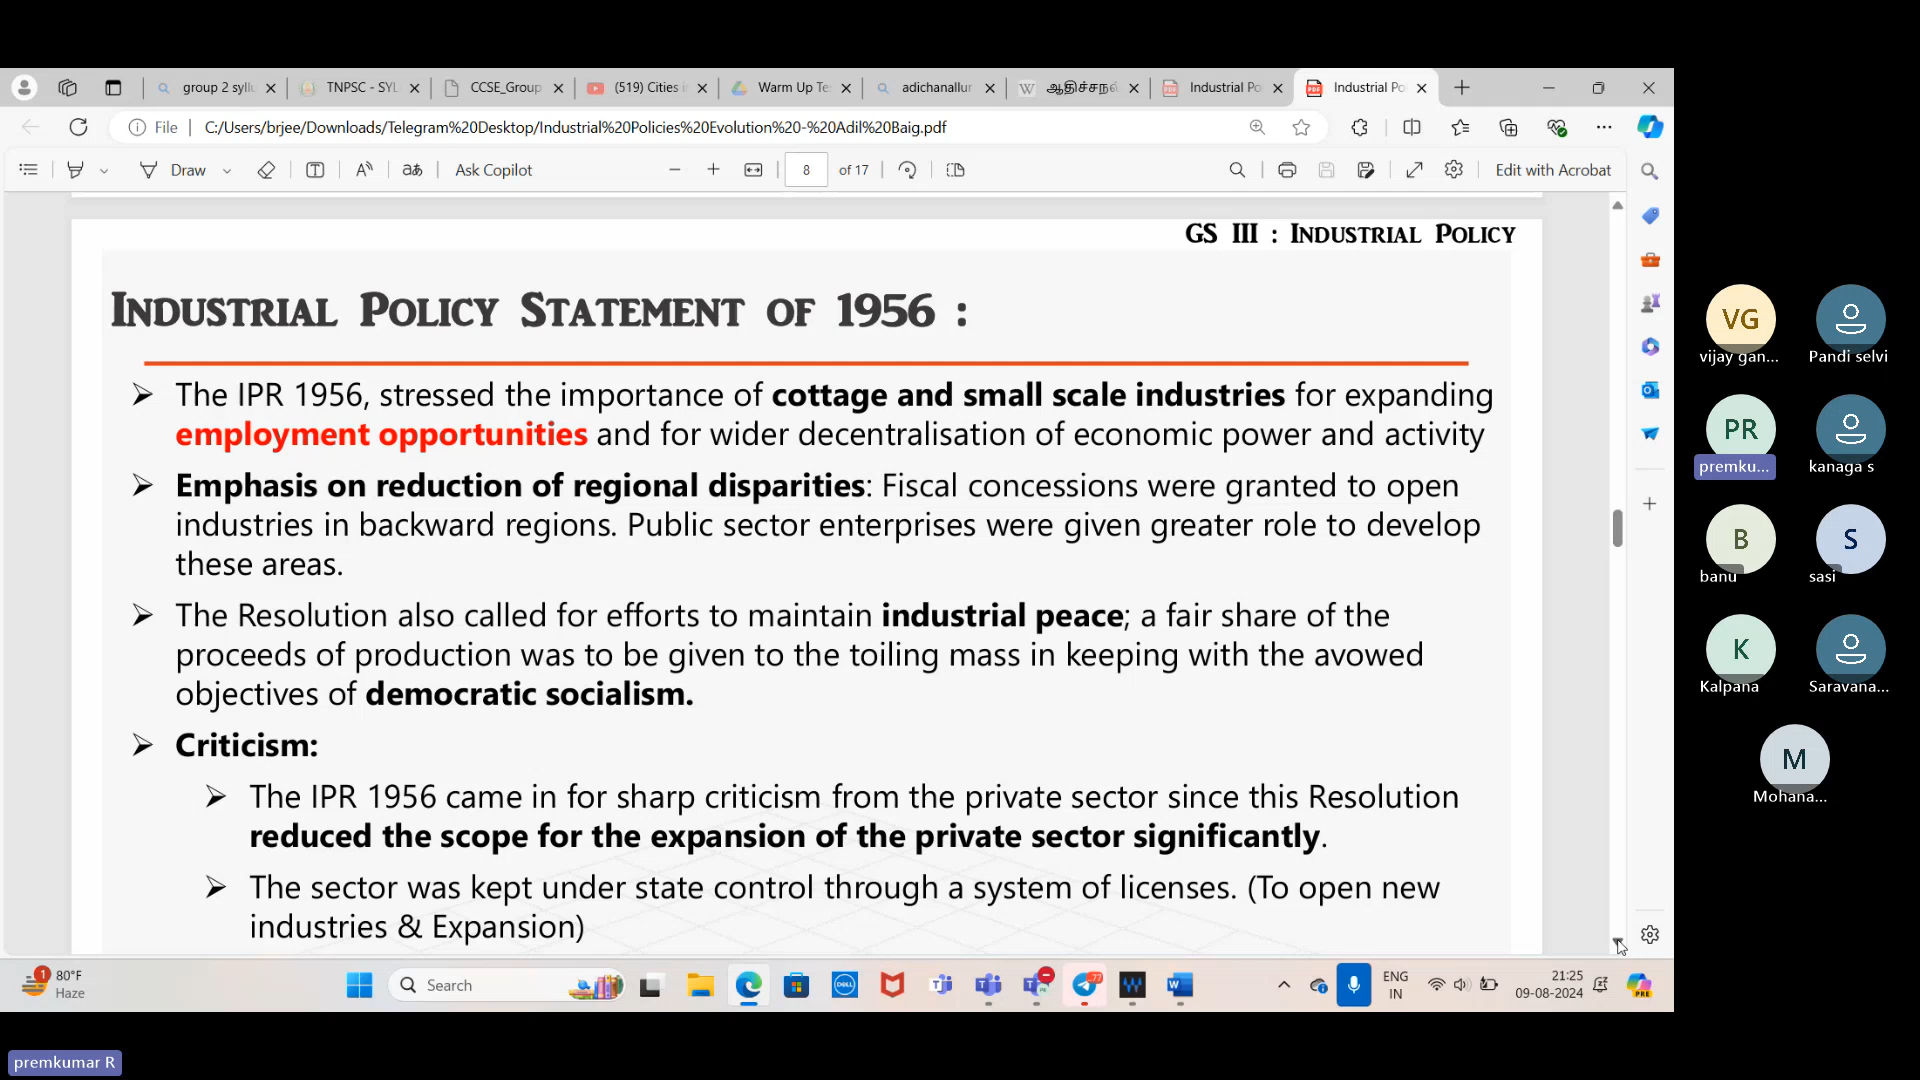 group 2 syll
TNPSC - SYL
CCSE_Group
(519) Cities i
Warm Up Te
adichanallur
W
ஆதிச்சநல்
Industrial Po
Industrial Po
File
C:/Users/brjee/Downloads/Telegram%20Desktop/Industrial%20Policies%20Evolution%20-%20Adil%20Baig.pdf
Draw
Ask Copilot
8
of 17
Edit with Acrobat
GS III : Industrial Policy
Industrial Policy Statement of 1956 :
The IPR 1956, stressed the importance of cottage and small scale industries for expanding
employment opportunities and for wider decentralisation of economic power and activity
Emphasis on reduction of regional disparities: Fiscal concessions were granted to open
industries in backward regions. Public sector enterprises were given greater role to develop
these areas.
The Resolution also called for efforts to maintain industrial peace; a fair share of the
proceeds of production was to be given to the toiling mass in keeping with the avowed
objectives of democratic socialism.
Criticism:
The IPR 1956 came in for sharp criticism from the private sector since this Resolution
reduced the scope for the expansion of the private sector significantly.
The sector was kept under state control through a system of licenses. (To open new
industries & Expansion)
VG
vijay gan...
Pandi selvi
PR
premku...
kanaga s
B
banu
S
sasi
K
Kalpana
Saravana...
M
Mohana...
1
80°F
Haze
Search
DELL
77
W
ENG
IN
21:25
09-08-2024
PRE
premkumar R